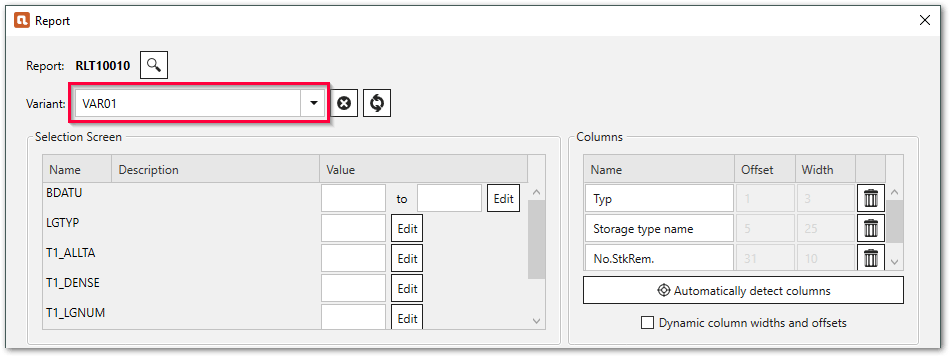 Report
Report: RLT10010
Variant: VAR01
Selection Screen
Name Description Value
BDATU to Edit
LGTYP Edit
T1_ALLTA Edit
T1_DENSE Edit
T1_LGNUM Edit
Columns
Name Offset Width
Typ 1 3
Storage type name 5 25
No.StkRem. 31 10
Automatically detect columns
Dynamic column widths and offsets